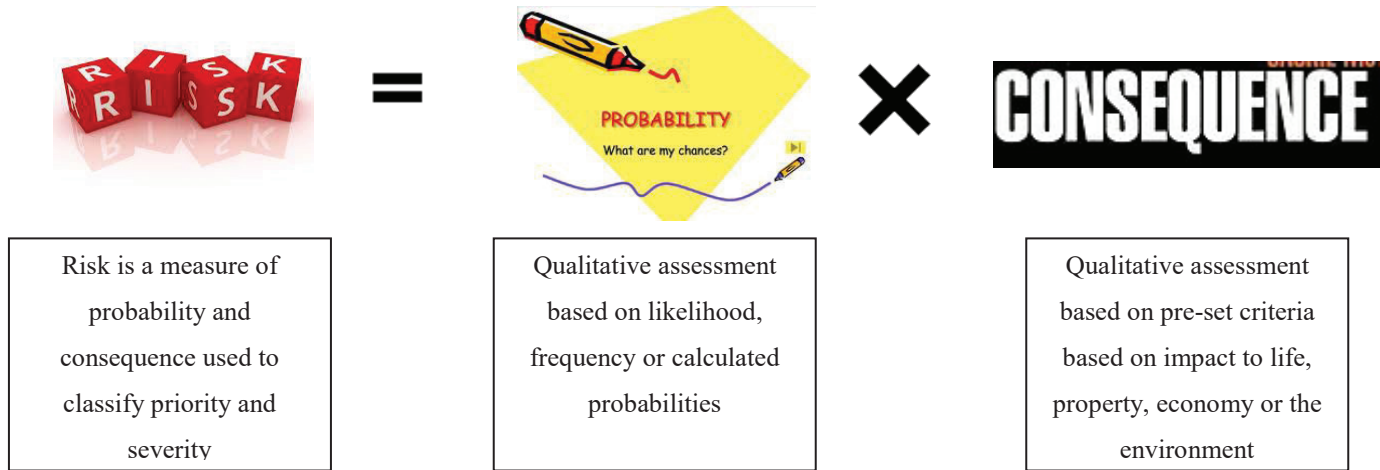 RISK
RISK
=
PROBABILITY
What are my chances?
×
CONSEQUENCE
Risk is a measure of
probability and
consequence used to
classify priority and
severity
Qualitative assessment
based on likelihood,
frequency or calculated
probabilities
Qualitative assessment
based on pre-set criteria
based on impact to life,
property, economy or the
environment